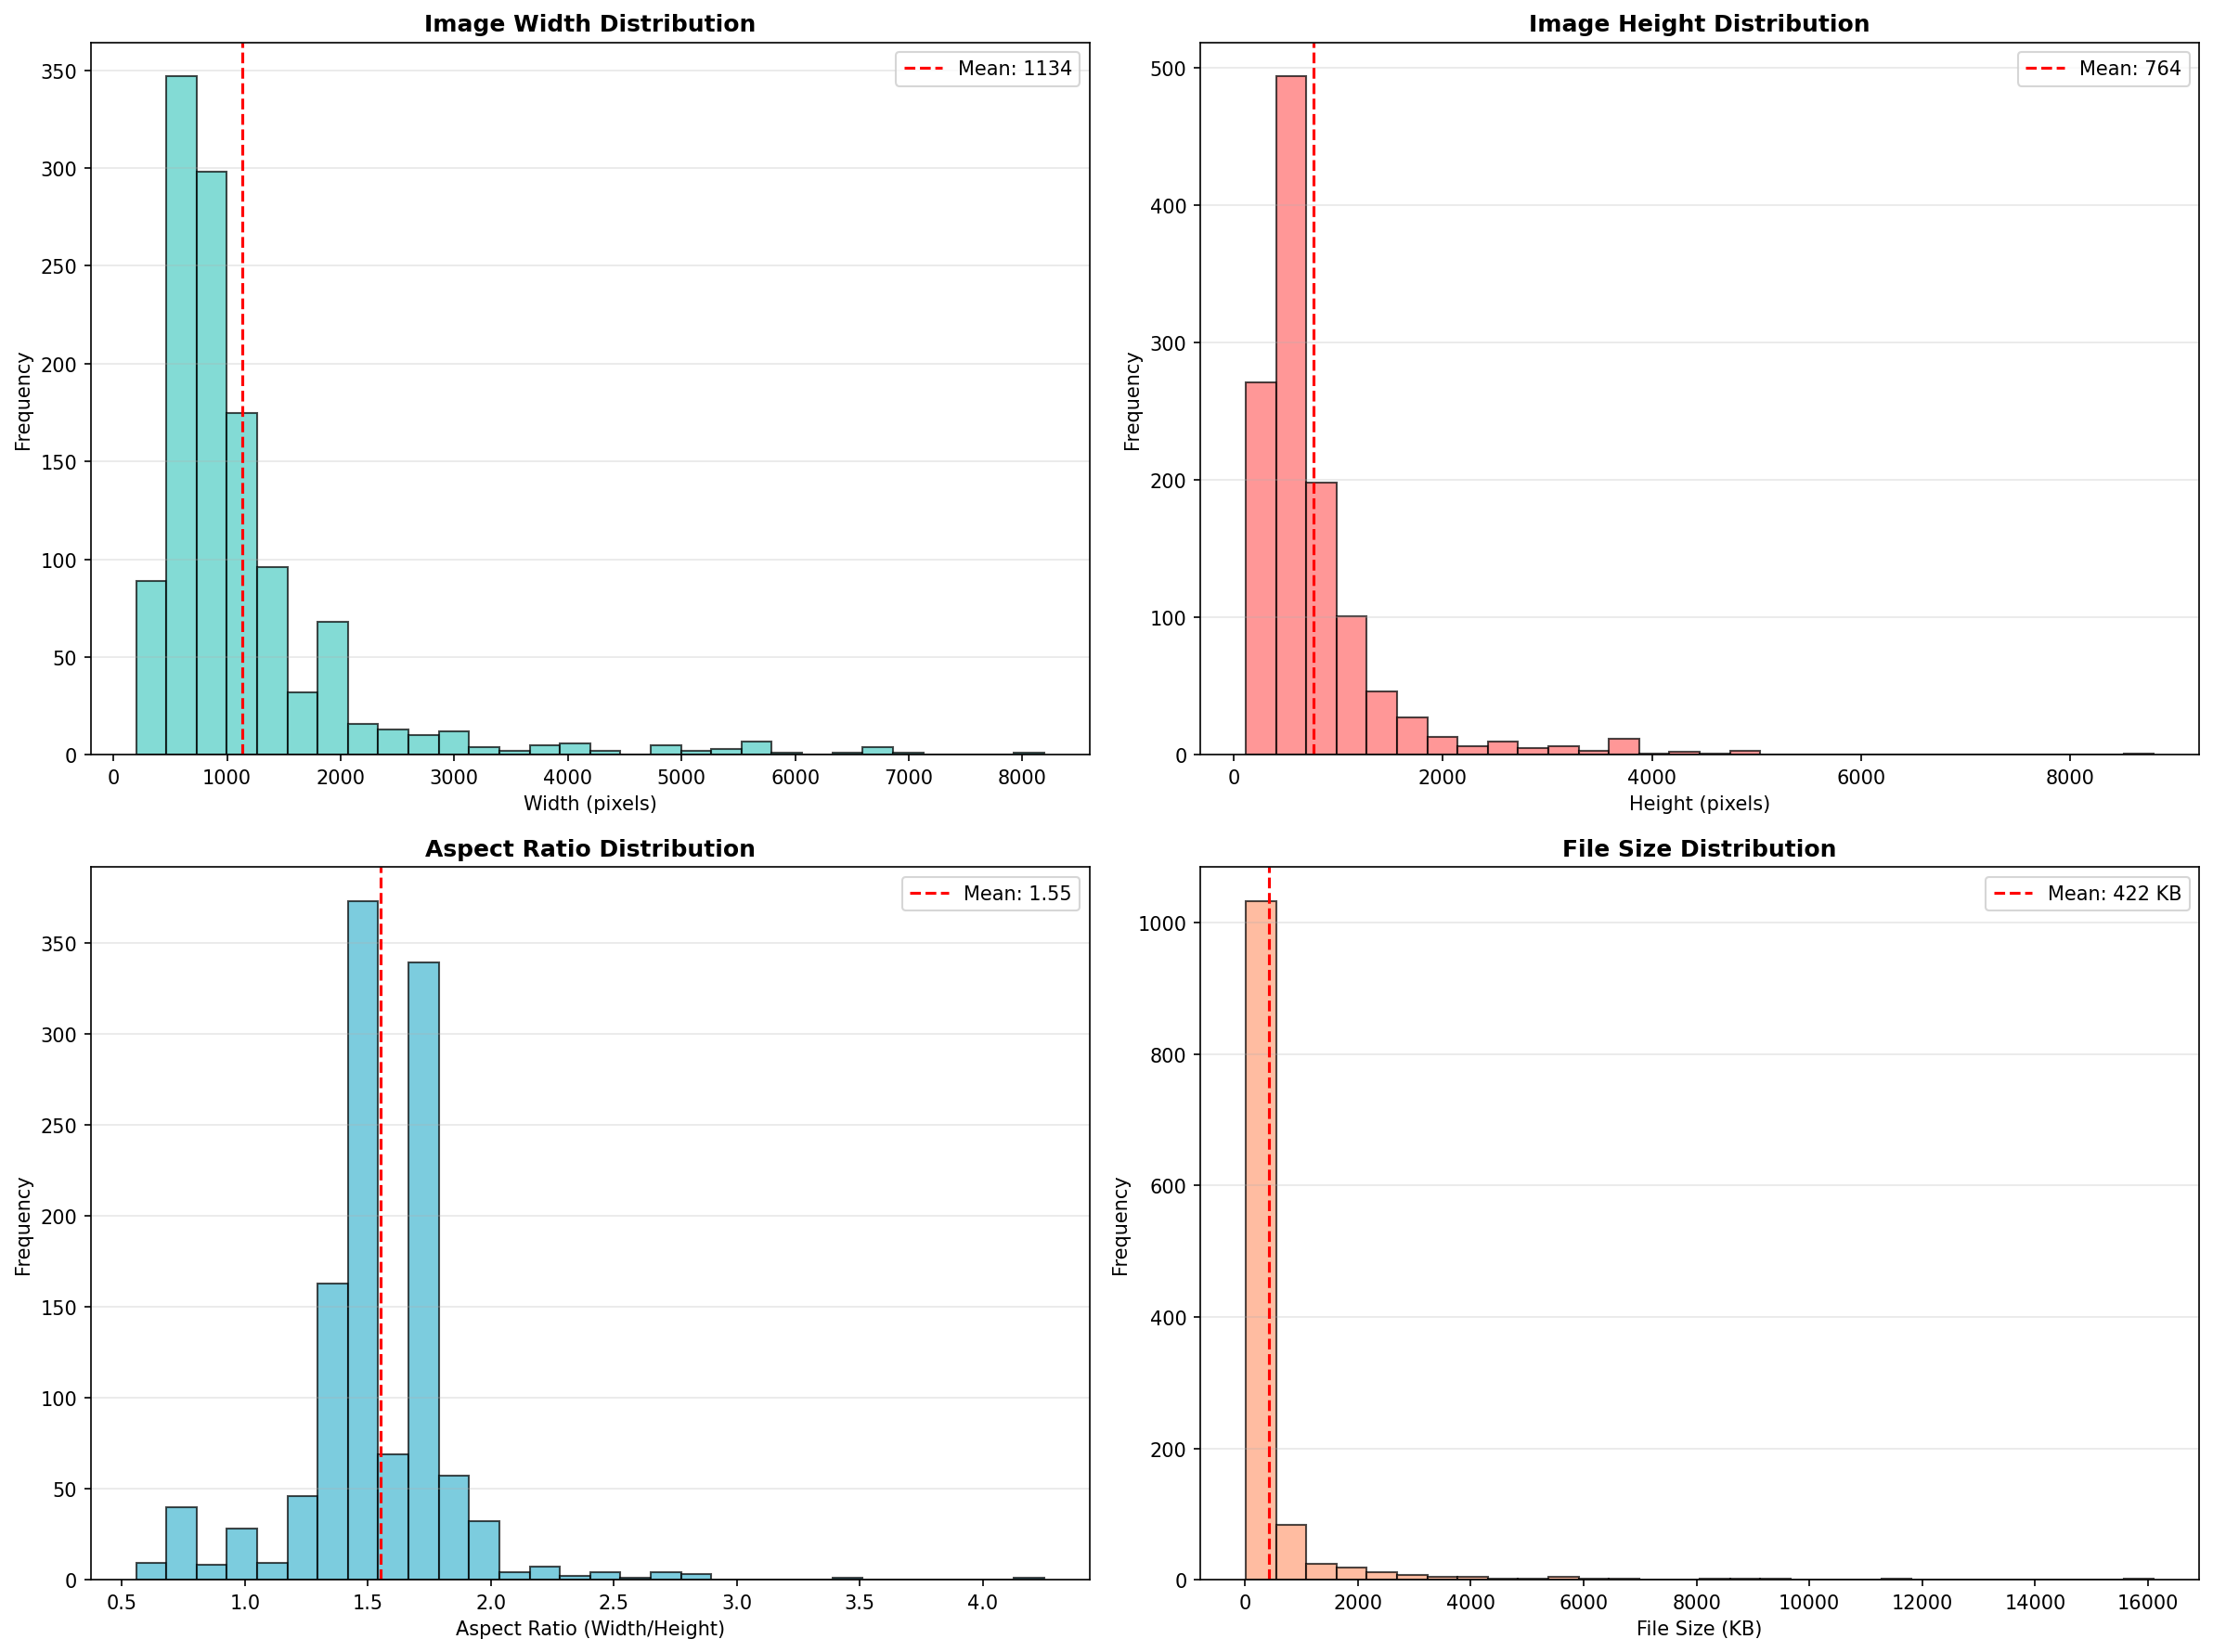 Image Width Distribution
Mean: 1134
350
300
250
200
150
100
50
0
Frequency
0 1000 2000 3000 4000 5000 6000 7000 8000
Width (pixels)
Image Height Distribution
Mean: 764
500
400
300
200
100
0
Frequency
0 2000 4000 6000 8000
Height (pixels)
Aspect Ratio Distribution
Mean: 1.55
350
300
250
200
150
100
50
0
Frequency
0.5 1.0 1.5 2.0 2.5 3.0 3.5 4.0
Aspect Ratio (Width/Height)
File Size Distribution
Mean: 422 KB
1000
800
600
400
200
0
Frequency
0 2000 4000 6000 8000 10000 12000 14000 16000
File Size (KB)